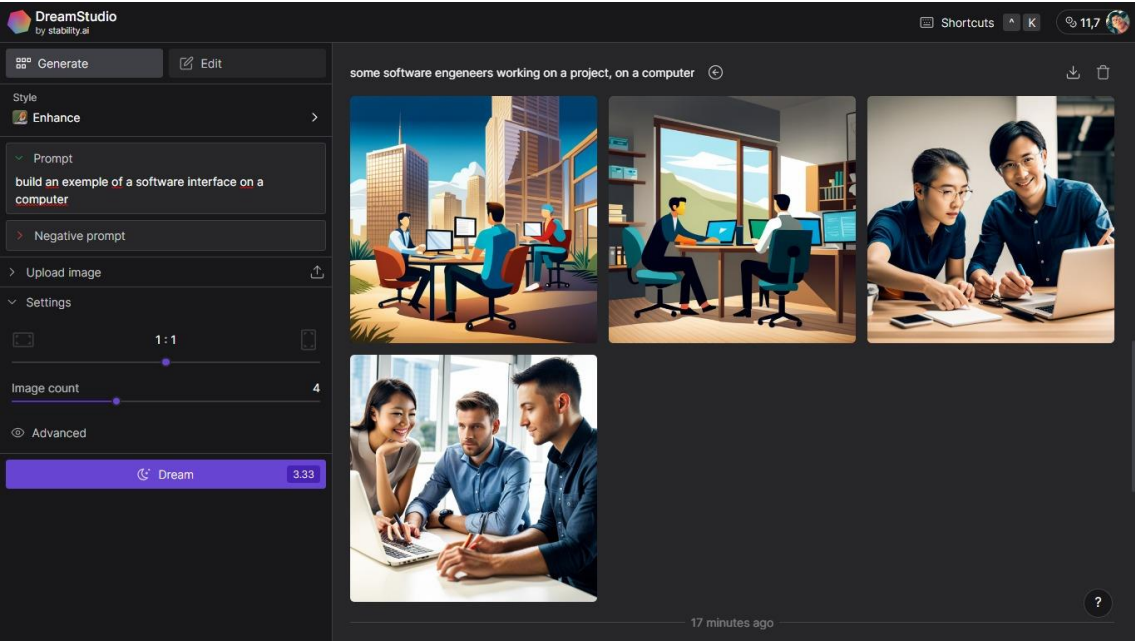 DreamStudio
by stability.ai
Shortcuts ^ K
11,7
Generate
Edit
Style
Enhance
Prompt
build an exemple of a software interface on a
computer
Negative prompt
Upload image
Settings
1 : 1
Image count 4
Advanced
Dream 3.33
some software engeneers working on a project, on a computer
17 minutes ago
?